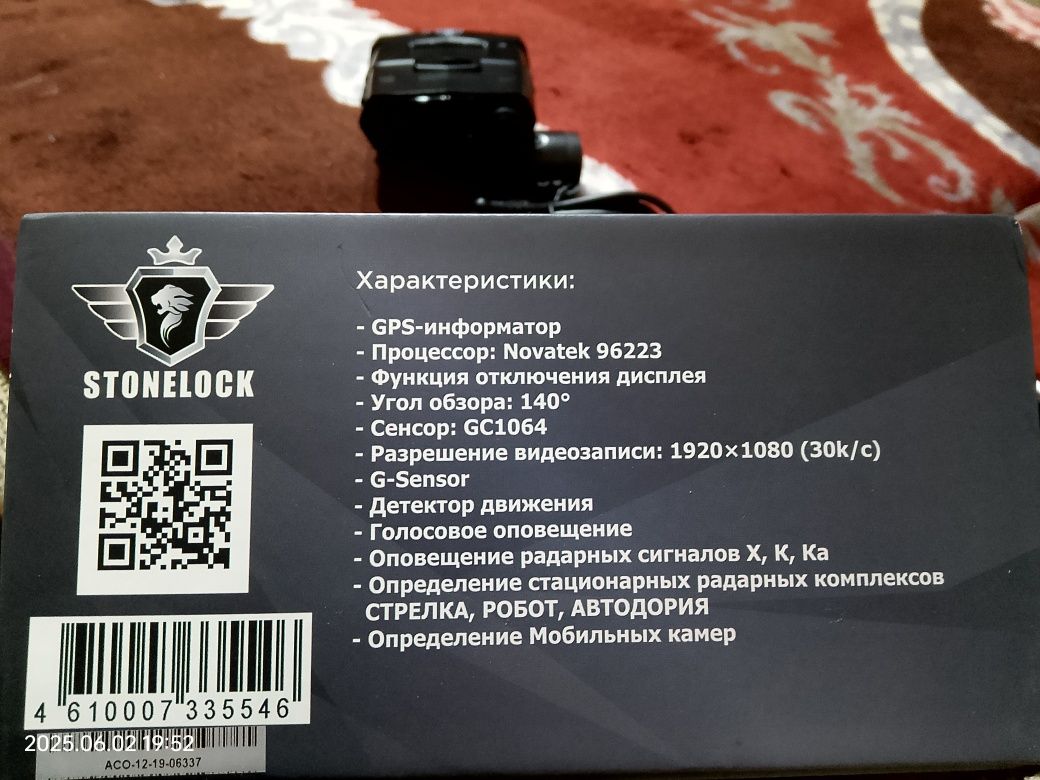 STONELOCK
Характеристики:
- GPS-информатор
- Процессор: Novatek 96223
- Функция отключения дисплея
- Угол обзора: 140°
- Сенсор: GC1064
- Разрешение видеозаписи: 1920×1080 (30k/c)
- G-Sensor
- Детектор движения
- Голосовое оповещение
- Оповещение радарных сигналов X, K, Ka
- Определение стационарных радарных комплексов
СТРЕЛКА, РОБОТ, АВТОДОРИЯ
- Определение Мобильных камер
4 610007 335546
2025.06.02 19:52
ACO-12-19-06337